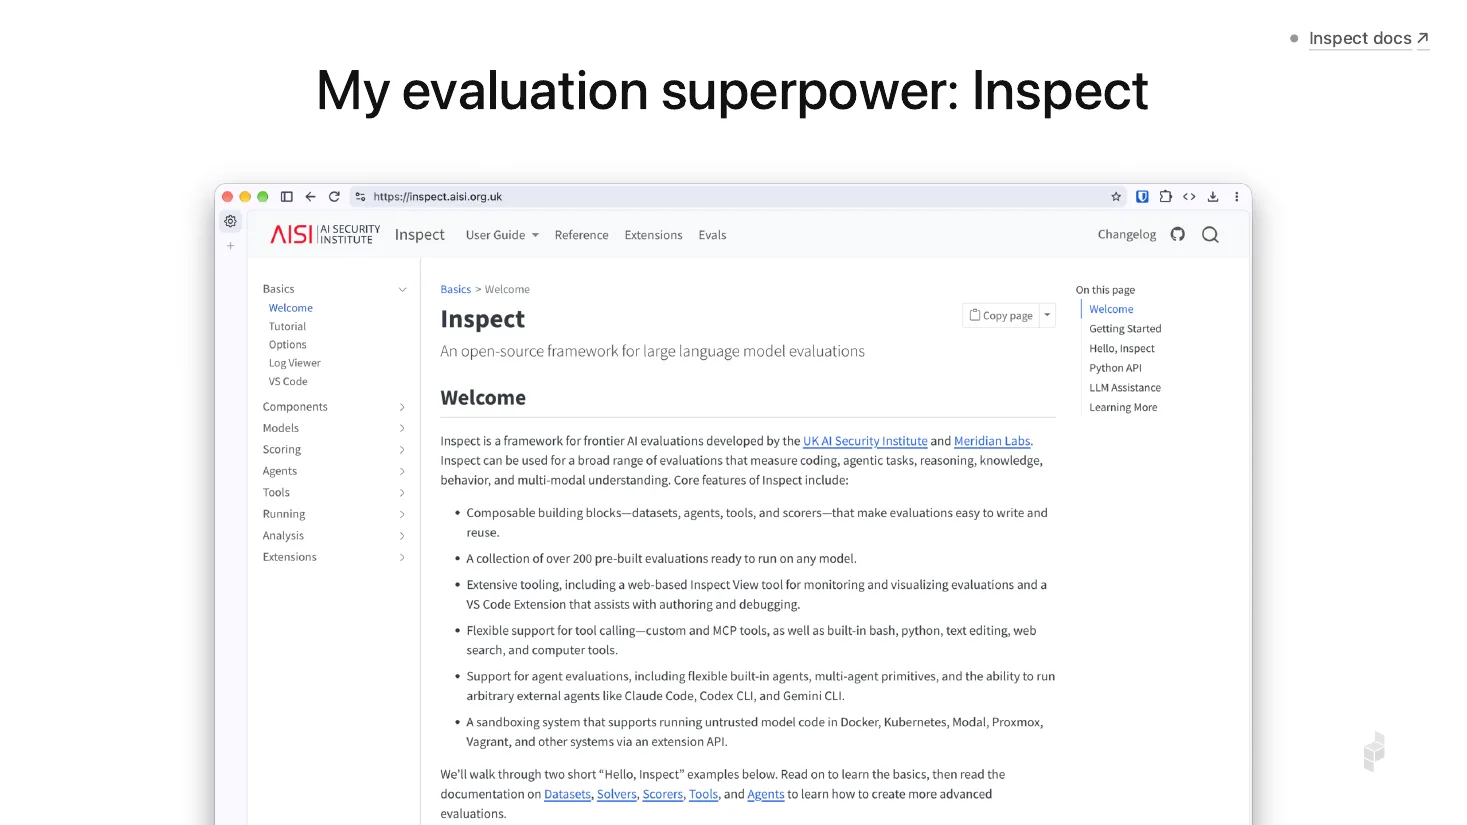 Inspect docs ↗
My evaluation superpower: Inspect
https://inspect.aisi.org.uk
AISI AI SECURITY INSTITUTE
Inspect
User Guide
Reference
Extensions
Evals
Changelog
Basics
Welcome
Tutorial
Options
Log Viewer
VS Code
Components
Models
Scoring
Agents
Tools
Running
Analysis
Extensions
Basics > Welcome
Inspect
Copy page
An open-source framework for large language model evaluations
Welcome
Inspect is a framework for frontier AI evaluations developed by the UK AI Security Institute and Meridian Labs.
Inspect can be used for a broad range of evaluations that measure coding, agentic tasks, reasoning, knowledge,
behavior, and multi-modal understanding. Core features of Inspect include:
• Composable building blocks—datasets, agents, tools, and scorers—that make evaluations easy to write and
reuse.
• A collection of over 200 pre-built evaluations ready to run on any model.
• Extensive tooling, including a web-based Inspect View tool for monitoring and visualizing evaluations and a
VS Code Extension that assists with authoring and debugging.
• Flexible support for tool calling—custom and MCP tools, as well as built-in bash, python, text editing, web
search, and computer tools.
• Support for agent evaluations, including flexible built-in agents, multi-agent primitives, and the ability to run
arbitrary external agents like Claude Code, Codex CLI, and Gemini CLI.
• A sandboxing system that supports running untrusted model code in Docker, Kubernetes, Modal, Proxmox,
Vagrant, and other systems via an extension API.
We'll walk through two short “Hello, Inspect” examples below. Read on to learn the basics, then read the
documentation on Datasets, Solvers, Scorers, Tools, and Agents to learn how to create more advanced
evaluations.
On this page
Welcome
Getting Started
Hello, Inspect
Python API
LLM Assistance
Learning More